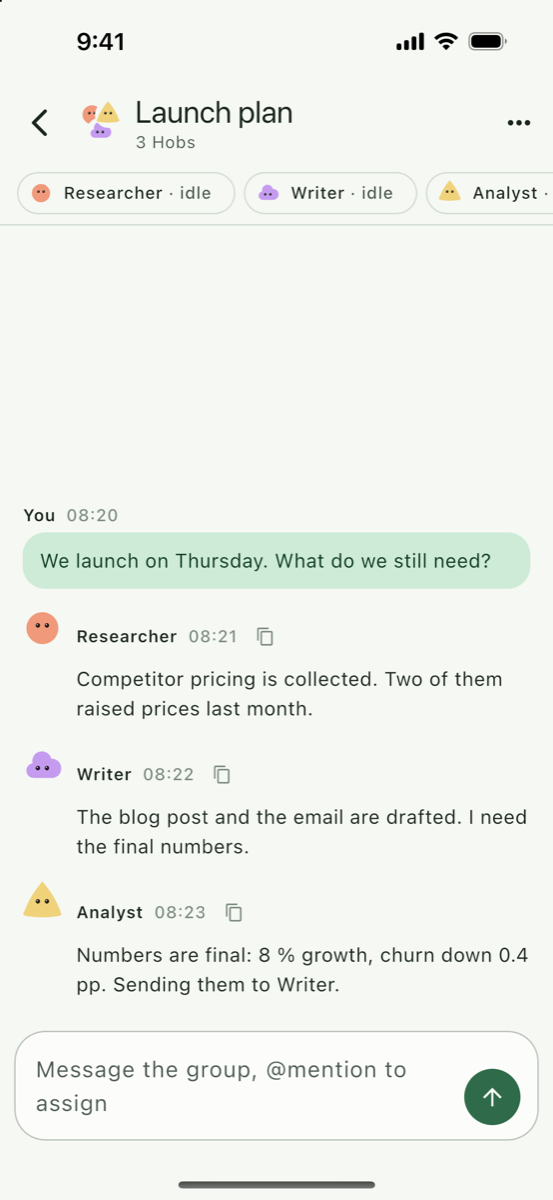 9:41
Launch plan
3 Hobs
Researcher · idle
Writer · idle
Analyst ·
You 08:20
We launch on Thursday. What do we still need?
Researcher 08:21
Competitor pricing is collected. Two of them
raised prices last month.
Writer 08:22
The blog post and the email are drafted. I need
the final numbers.
Analyst 08:23
Numbers are final: 8 % growth, churn down 0.4
pp. Sending them to Writer.
Message the group, @mention to
assign